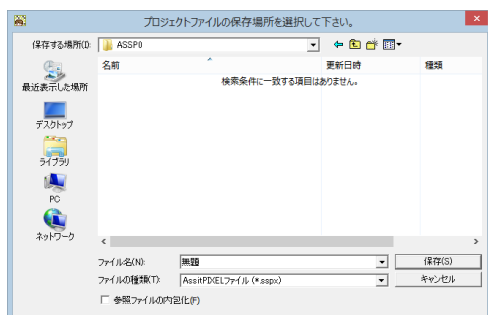 プロジェクトファイルの保存場所を選択して下さい。
保存する場所(I):
ASSP0
名前
更新日時
種類
検索条件に一致する項目はありません。
最近表示した場所
デスクトップ
ライブラリ
PC
ネットワーク
ファイル名(N):
無題
保存(S)
ファイルの種類(T):
AssitPIXELファイル (*.sspx)
キャンセル
参照ファイルの内包化(F)